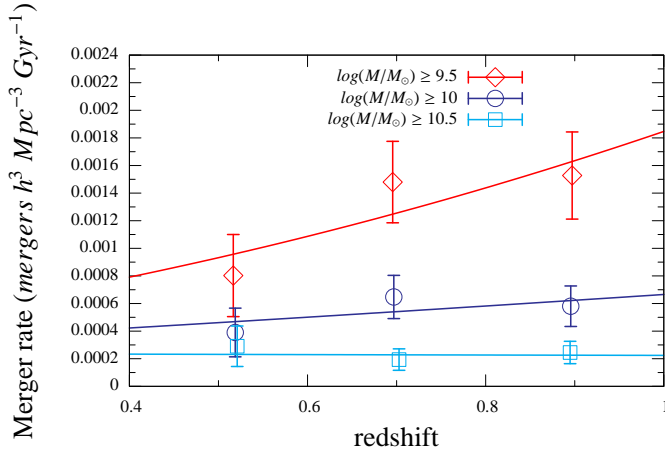 Merger rate (mergers h³ Mpc⁻³ Gyr⁻¹)
0.0024
0.0022
0.002
0.0018
0.0016
0.0014
0.0012
0.001
0.0008
0.0006
0.0004
0.0002
0
log(M/M⊙) ≥ 9.5
log(M/M⊙) ≥ 10
log(M/M⊙) ≥ 10.5
0.4 0.6 0.8 1
redshift